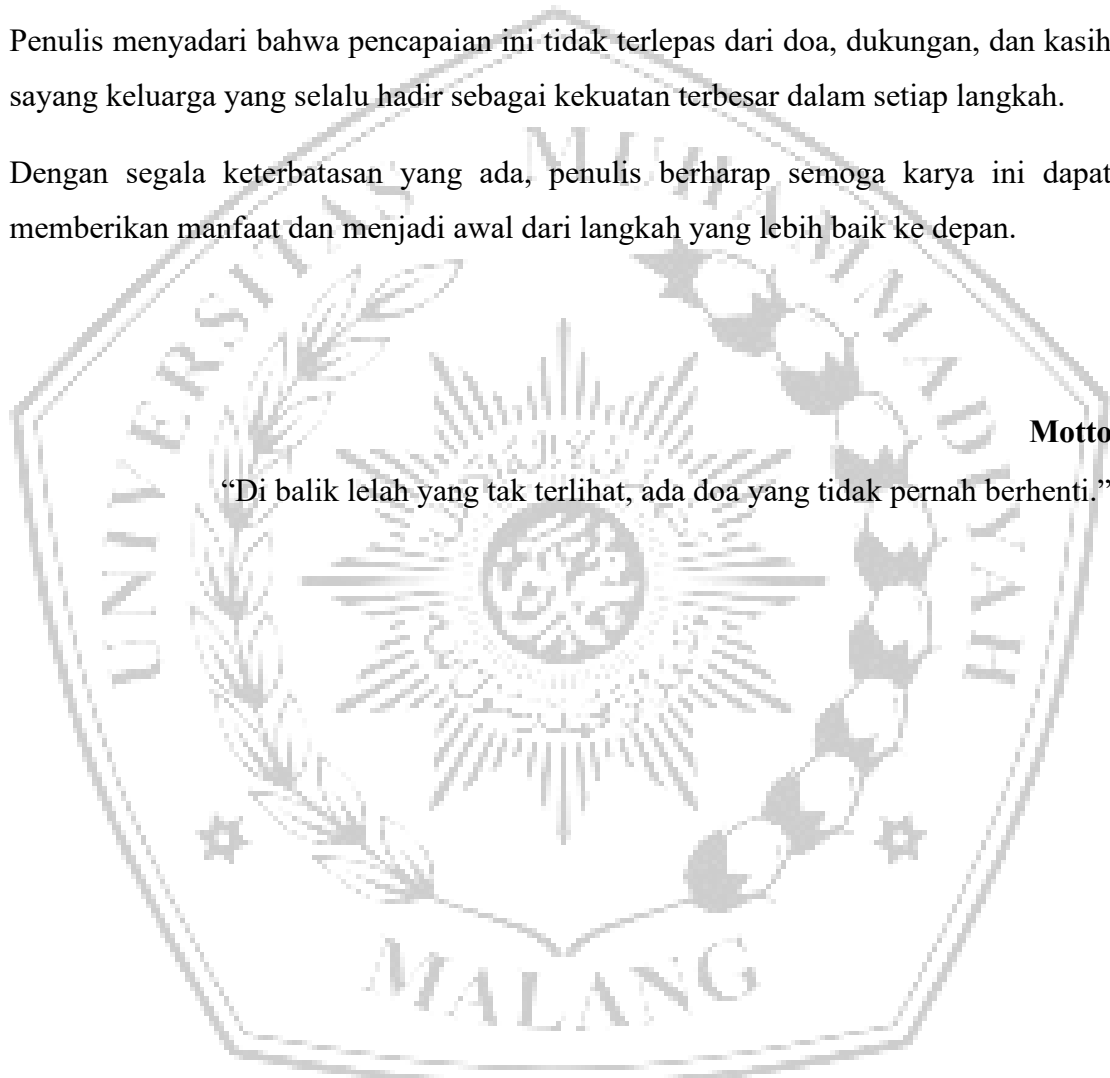 Penulis menyadari bahwa pencapaian ini tidak terlepas dari doa, dukungan, dan kasih
sayang keluarga yang selalu hadir sebagai kekuatan terbesar dalam setiap langkah.
Dengan segala keterbatasan yang ada, penulis berharap semoga karya ini dapat
memberikan manfaat dan menjadi awal dari langkah yang lebih baik ke depan.
Motto
“Di balik lelah yang tak terlihat, ada doa yang tidak pernah berhenti.”
UNIVERSITAS MUHAMMADIYAH
MALANG